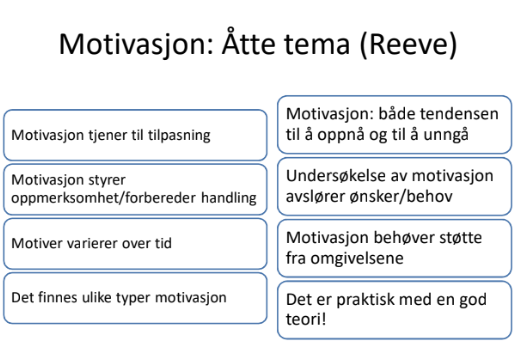 Motivasjon: Åtte tema (Reeve)
Motivasjon tjener til tilpasning
Motivasjon styrer
oppmerksomhet/forbereder handling
Motiver varierer over tid
Det finnes ulike typer motivasjon
Motivasjon: både tendensen
til å oppnå og til å unngå
Undersøkelse av motivasjon
avslører ønsker/behov
Motivasjon behøver støtte
fra omgivelsene
Det er praktisk med en god
teori!